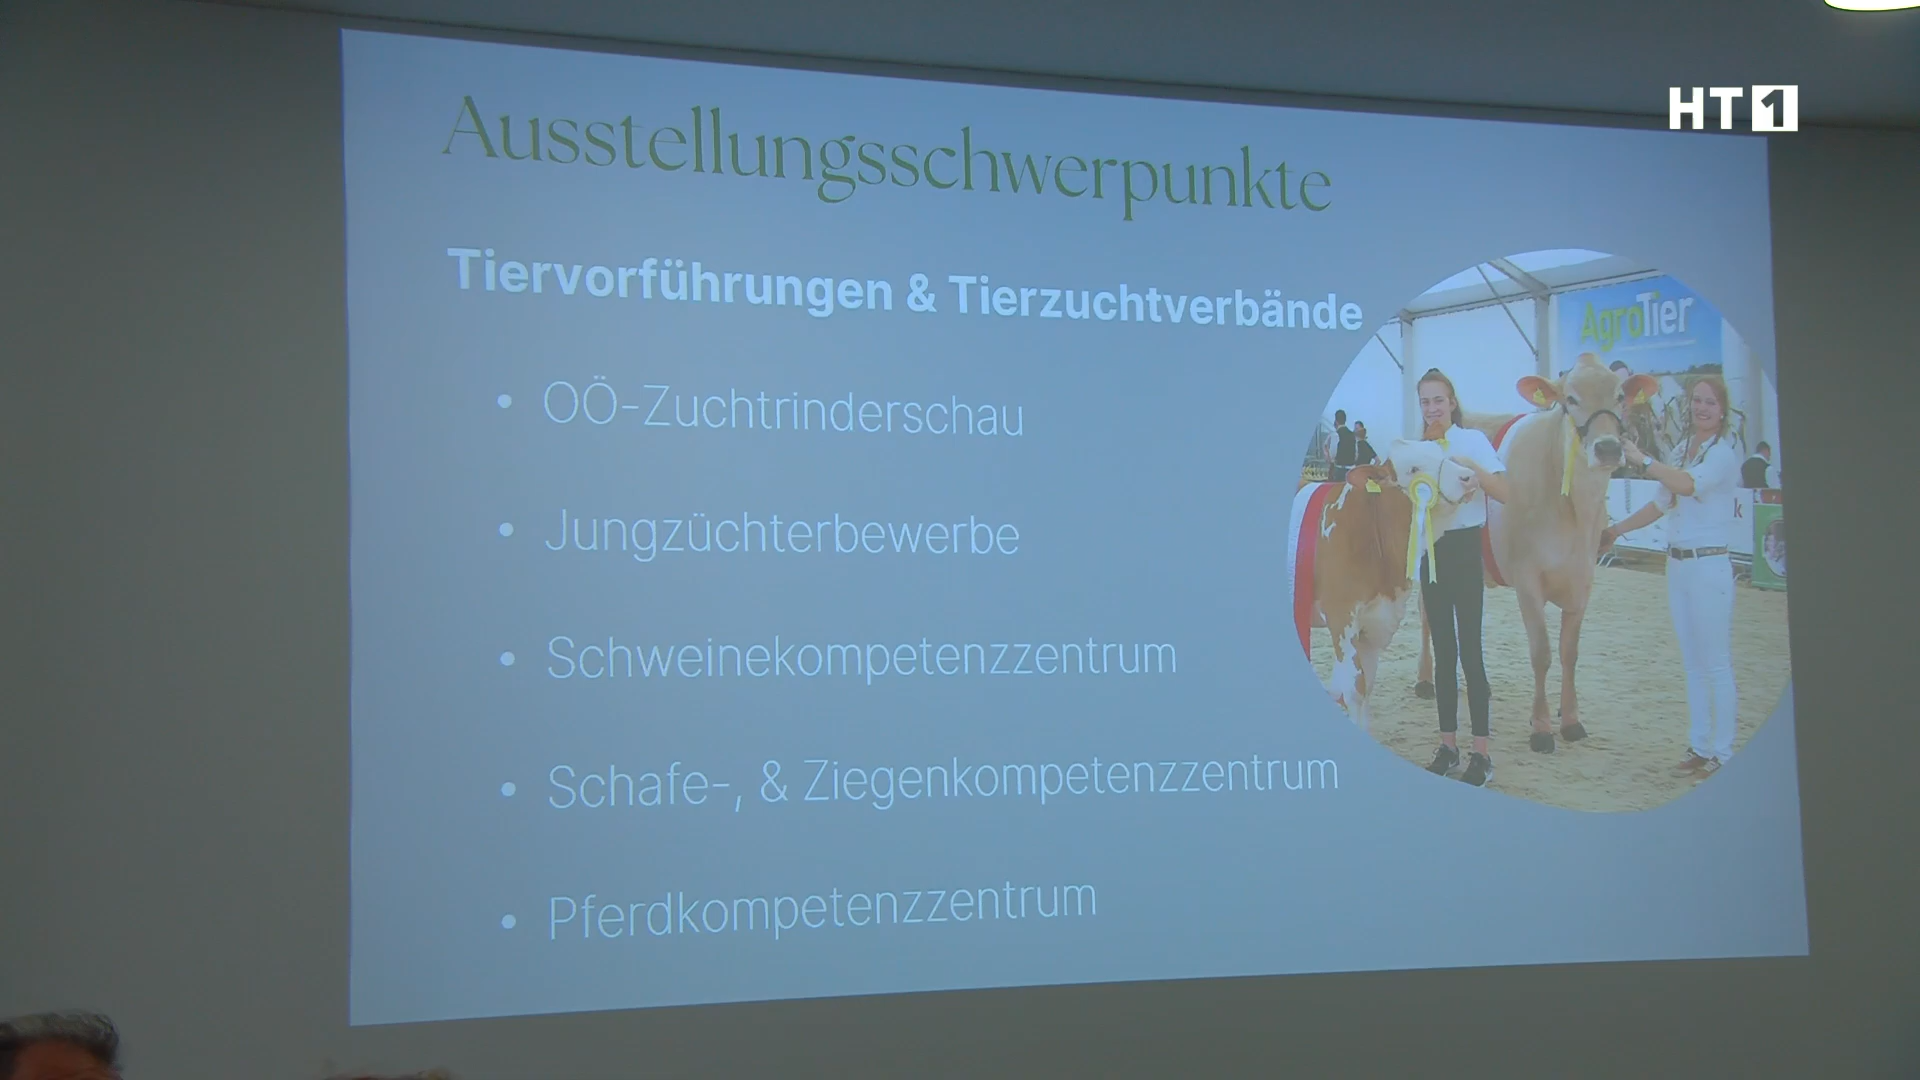 HT1
Ausstellungsschwerpunkte
Tiervorführungen & Tierzuchtverbände
AgroTier
• OÖ-Zuchtrinderschau
• Jungzüchterbewerbe
• Schweinekompetenzzentrum
• Schafe-, & Ziegenkompetenzzentrum
• Pferdkompetenzzentrum